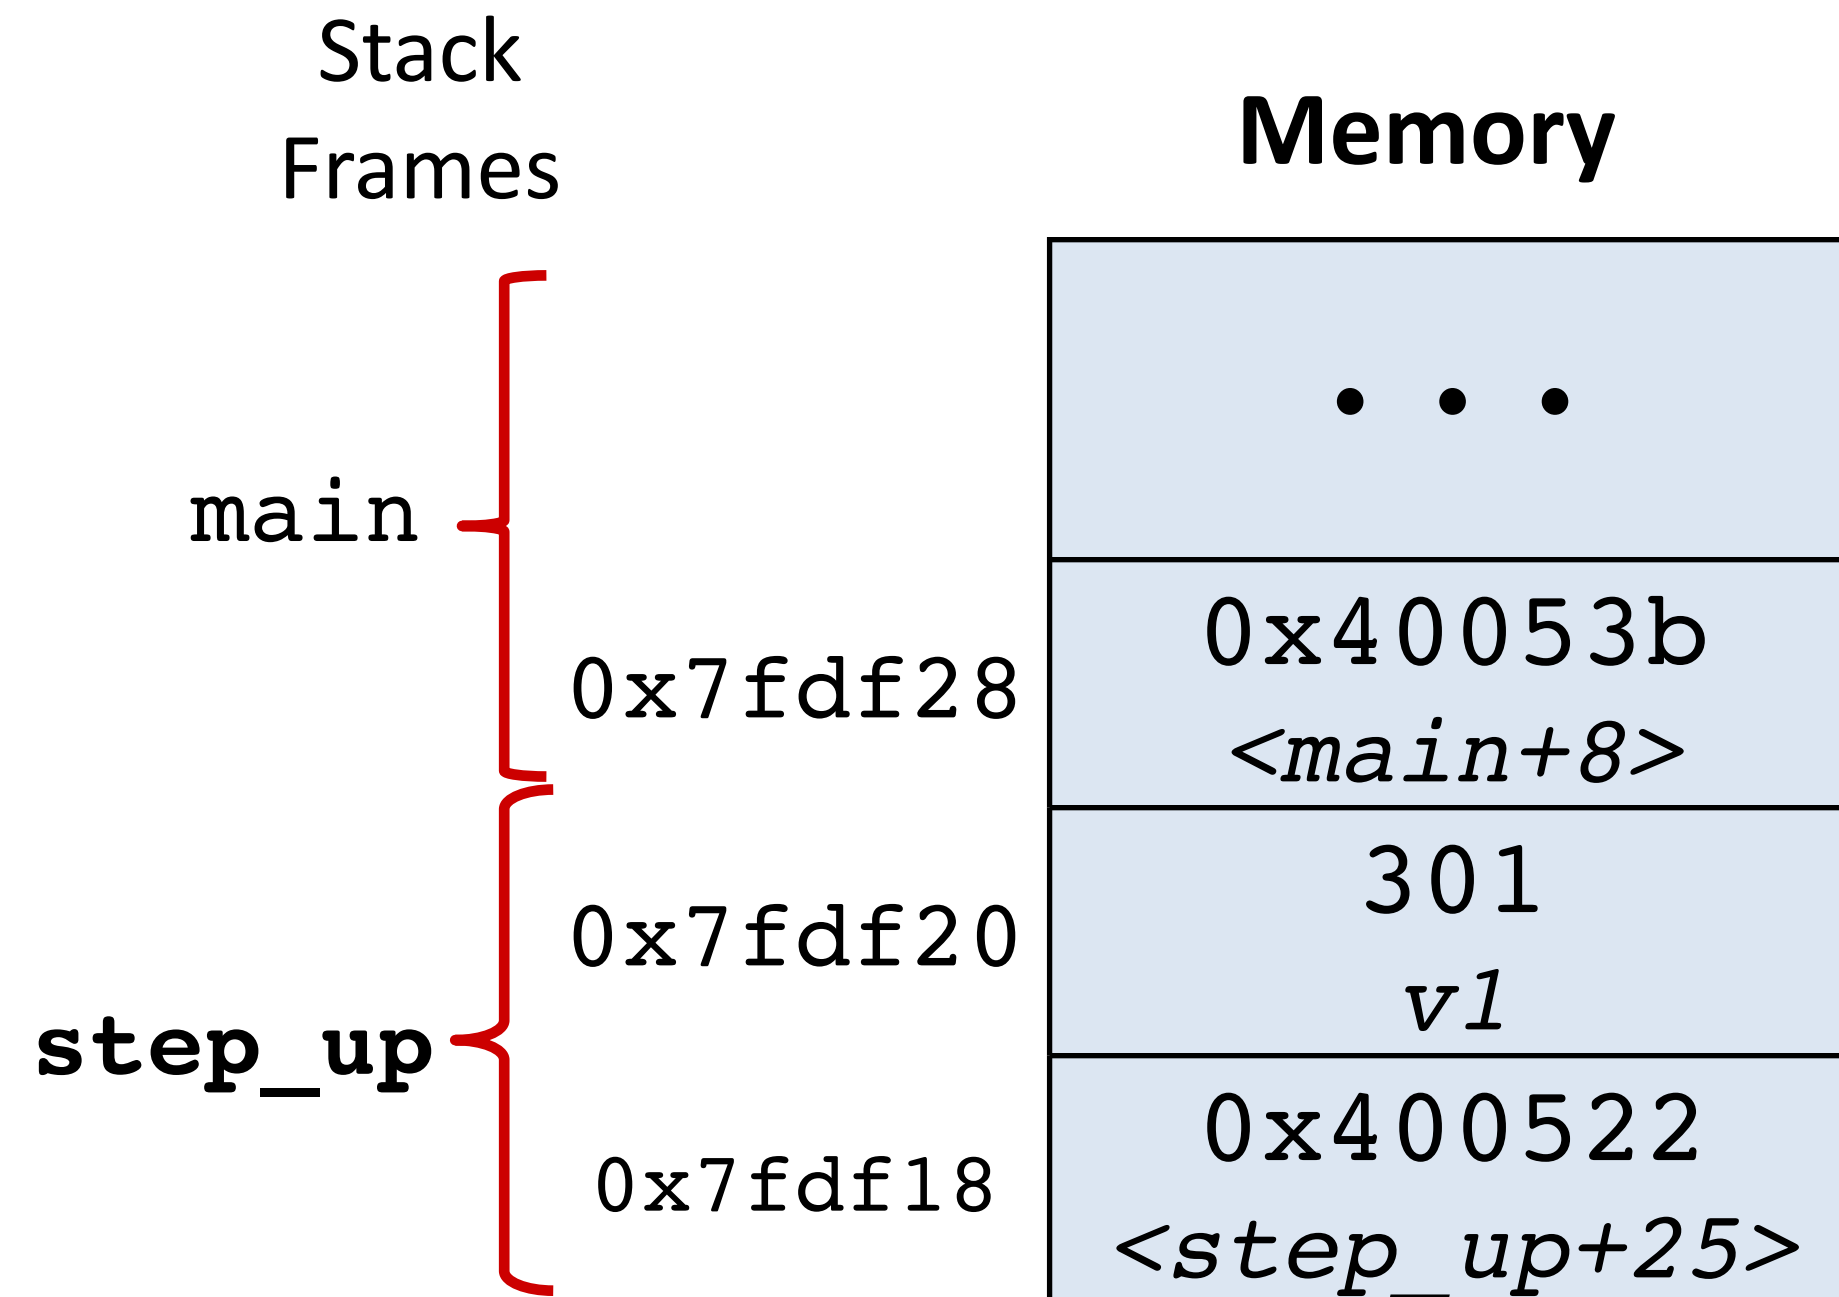 Stack
Frames
Memory
• • •
main
0x7fdf28
0x40053b
<main+8>
0x7fdf20
301
v1
step_up
0x7fdf18
0x400522
<step_up+25>